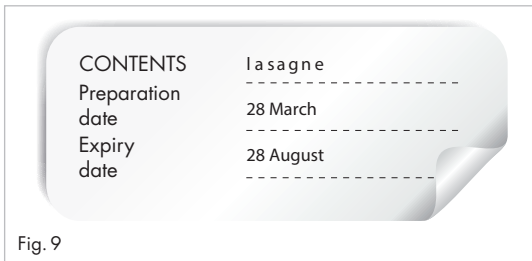 CONTENTS lasagne
Preparation
date 28 March
Expiry
date 28 August
Fig. 9